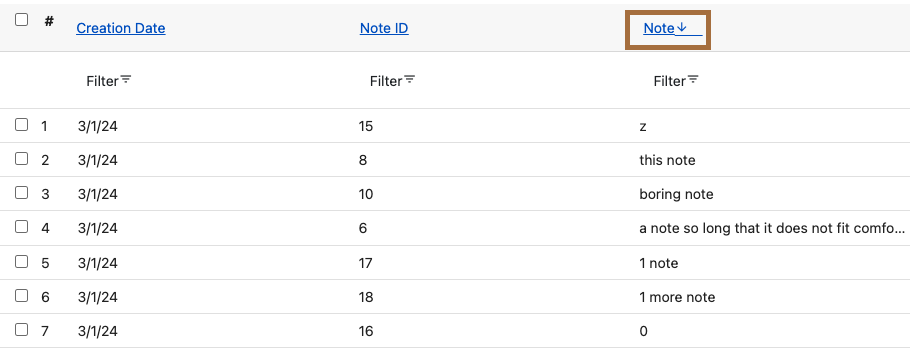 # Creation Date Note ID Note↓
Filter Filter Filter
1 3/1/24 15 z
2 3/1/24 8 this note
3 3/1/24 10 boring note
4 3/1/24 6 a note so long that it does not fit comfo...
5 3/1/24 17 1 note
6 3/1/24 18 1 more note
7 3/1/24 16 0